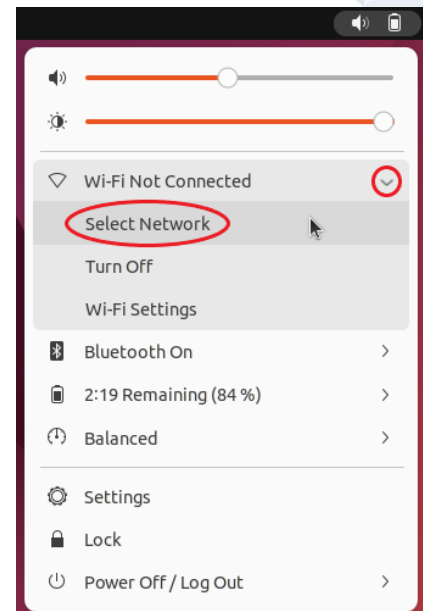 Wi-Fi Not Connected
Select Network
Turn Off
Wi-Fi Settings
Bluetooth On
2:19 Remaining (84 %)
Balanced
Settings
Lock
Power Off / Log Out